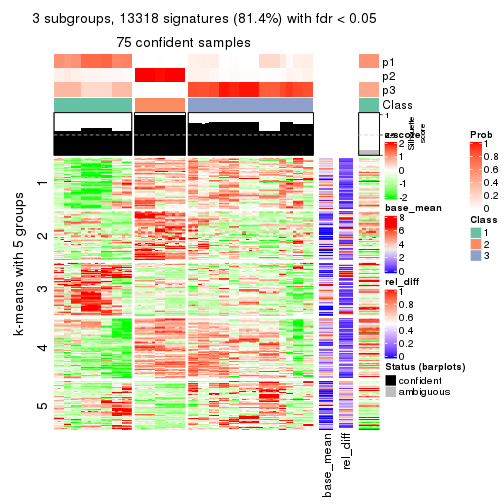 3 subgroups, 13318 signatures (81.4%) with fdr < 0.05
75 confident samples
p1
p2
p3
Class
1
Silhouette
score
z-score
2
1
0
-1
-2
base_mean
8
6
4
2
0
rel_diff
1
0.8
0.6
0.4
0.2
0
Status (barplots)
confident
ambiguous
Prob
1
0.8
0.6
0.4
0.2
0
Class
1
2
3
k-means with 5 groups
1
2
3
4
5
base_mean
rel_diff